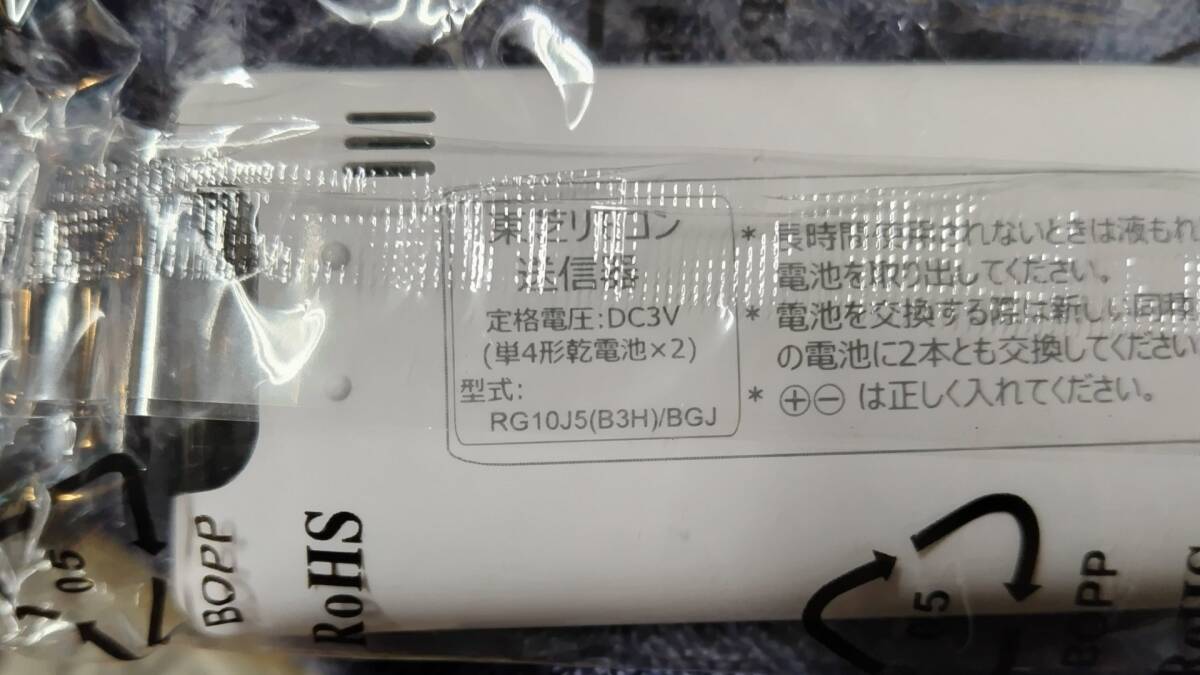 東芝リモコン
送信器
定格電圧:DC3V
(単4形乾電池×2)
型式:
RG10J5(B3H)/BGJ
* 長時間使用されないときは液もれ
電池を取り出してください。
* 電池を交換する際は新しい同種
の電池に2本とも交換してください
* ⊕⊖ は正しく入れてください。
05
BOPP
RoHS
05
BOPP
RoHS